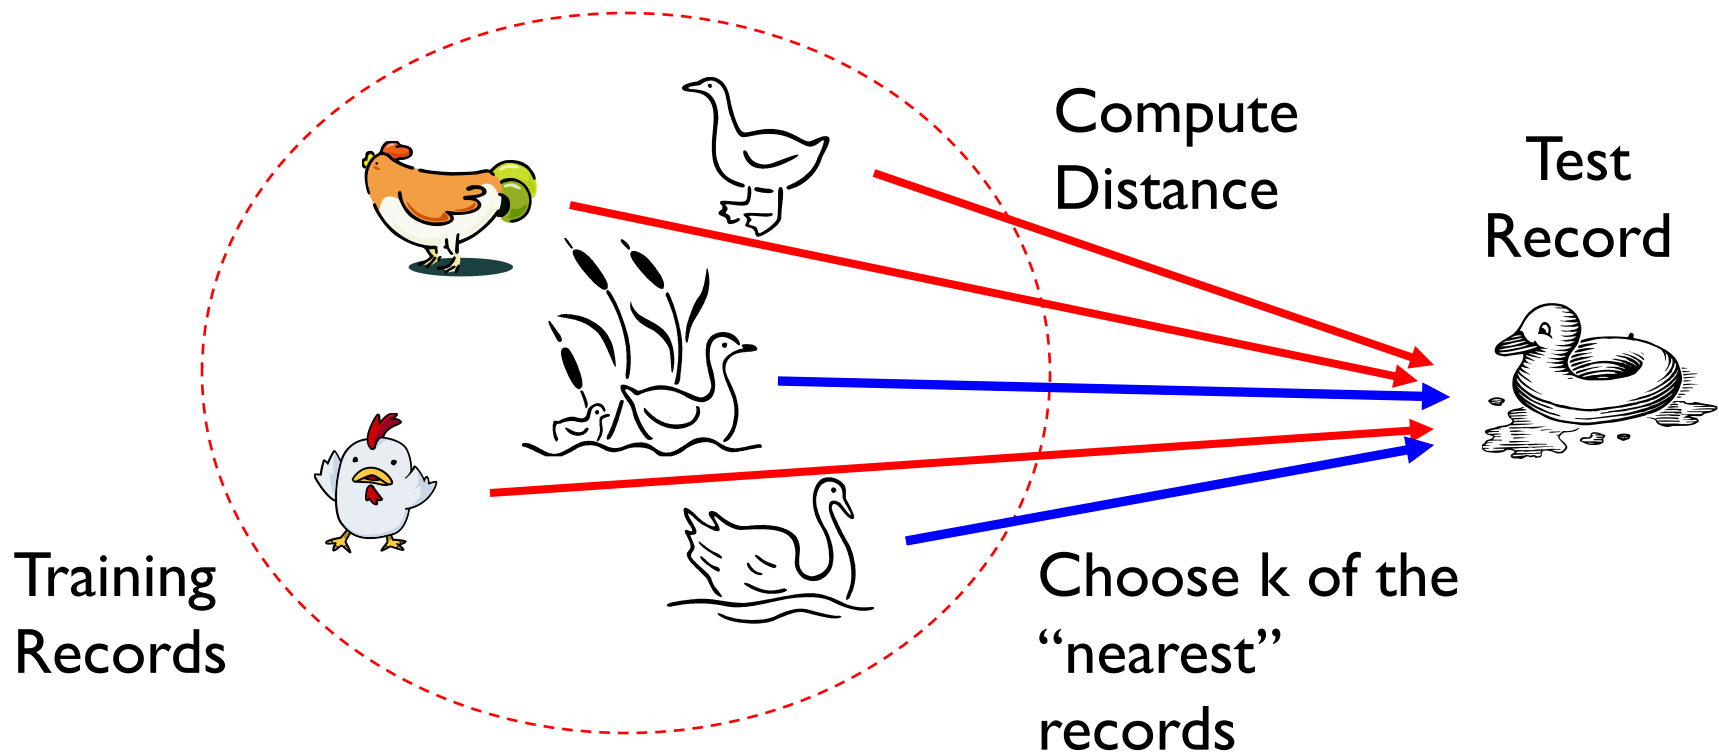 Compute
Distance
Test
Record
Training
Records
Choose k of the
“nearest”
records